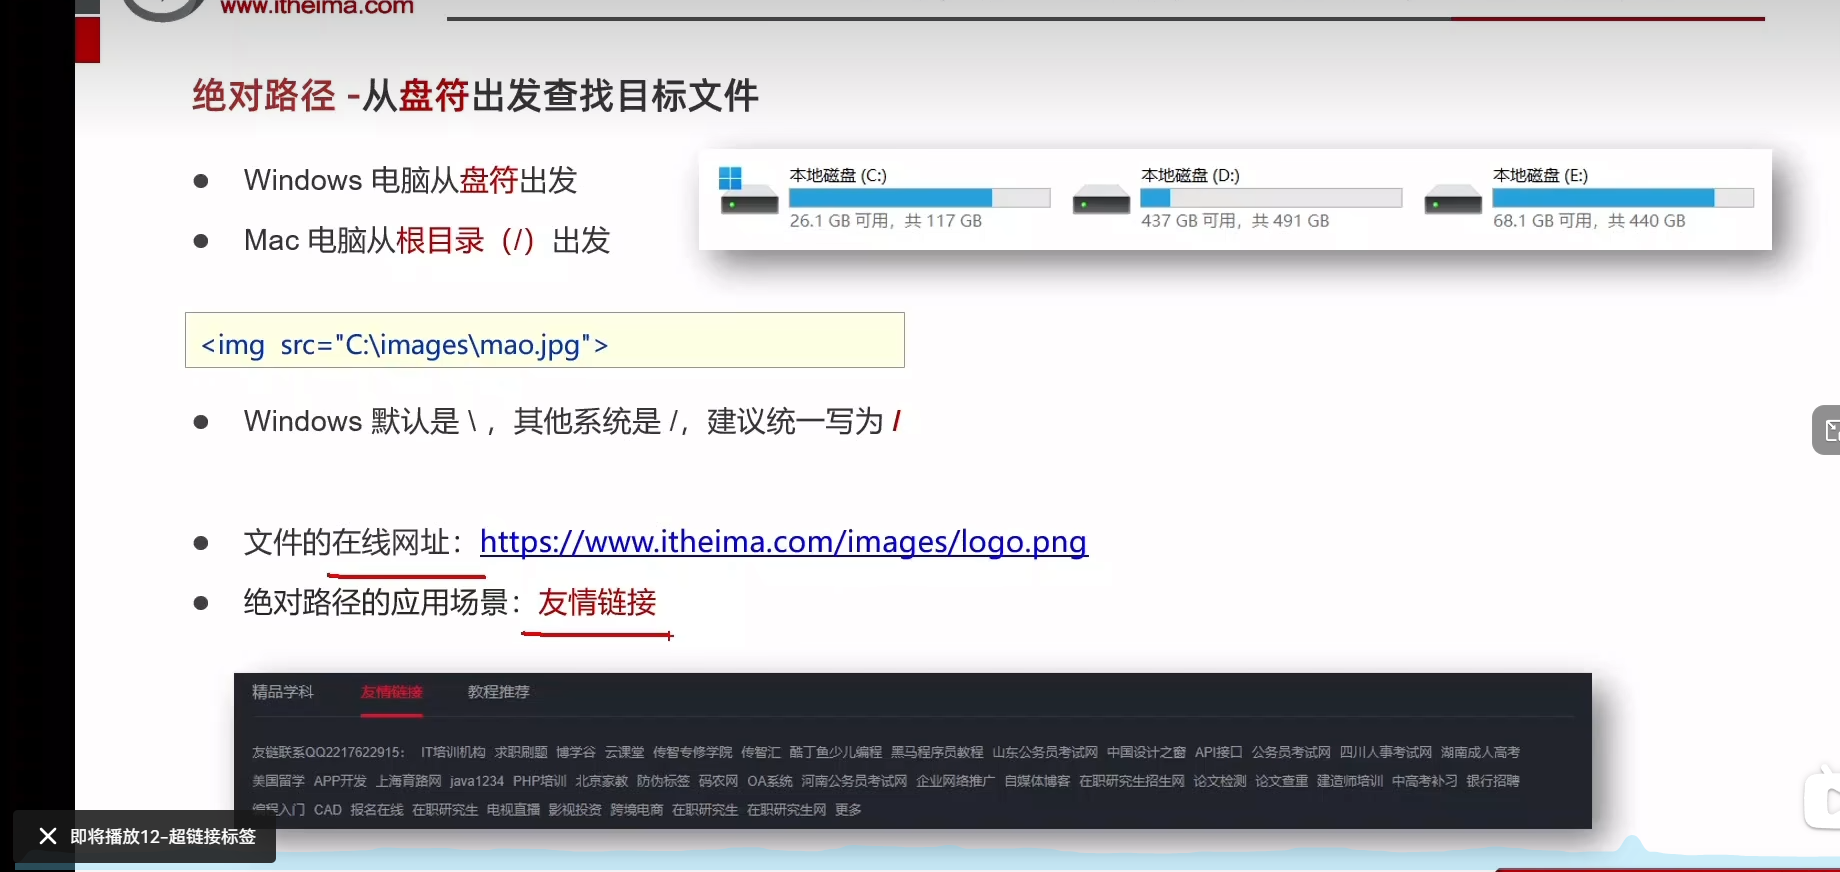 www.itheima.com
绝对路径 -从盘符出发查找目标文件
Windows 电脑从盘符出发
Mac 电脑从根目录（/）出发
本地磁盘 (C:)
26.1 GB 可用，共 117 GB
本地磁盘 (D:)
437 GB 可用，共 491 GB
本地磁盘 (E:)
68.1 GB 可用，共 440 GB
<img src="C:\images\mao.jpg">
Windows 默认是 \ ，其他系统是 /，建议统一写为 /
文件的在线网址：https://www.itheima.com/images/logo.png
绝对路径的应用场景：友情链接
精品学科 友情链接 教程推荐
友链联系QQ2217622915： IT培训机构 求职刷题 博学谷 云课堂 传智专修学院 传智汇 酷丁鱼少儿编程 黑马程序员教程 山东公务员考试网 中国设计之窗 API接口 公务员考试网 四川人事考试网 湖南成人高考
美国留学 APP开发 上海育路网 java1234 PHP培训 北京家教 防伪标签 码农网 OA系统 河南公务员考试网 企业网络推广 自媒体博客 在职研究生招生网 论文检测 论文查重 建造师培训 中高考补习 银行招聘
编程入门 CAD 报名在线 在职研究生 电视直播 影视投资 跨境电商 在职研究生 在职研究生网 更多
即将播放12-超链接标签